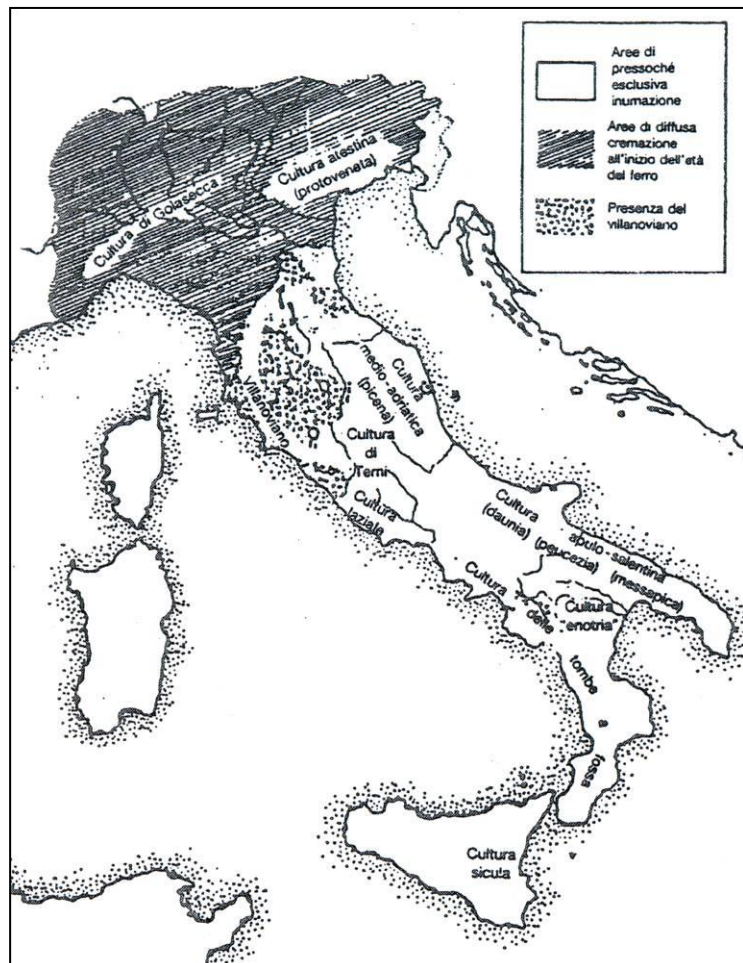 Aree di
pressoché
esclusiva
inumazione
Aree di diffusa
cremazione
all'inizio dell'età
del ferro
Presenza del
villanoviano
Cultura di Golasecca
Cultura atestina
(protoveneta)
Villanoviano
Cultura
medio-adriatica
(picena)
Cultura
di
Terni
Cultura
laziale
Cultura apulo-salentina
(daunia) (peucezia) (messapica)
Cultura delle tombe a fossa
Cultura
"enotria"
Cultura
sicula